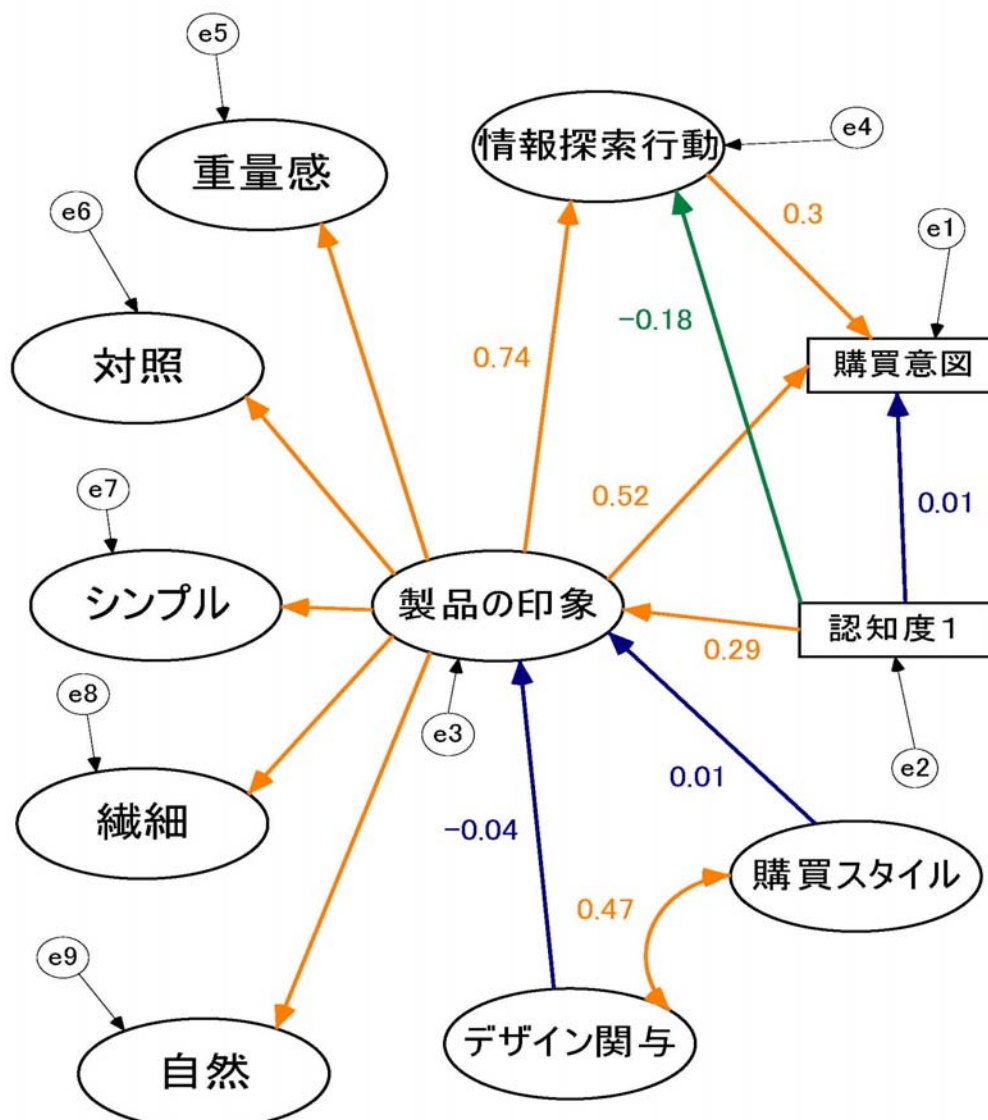 e5
重量感
情報探索行動
e4
e6
0.3
e1
対照
−0.18
購買意図
0.74
e7
0.52
0.01
シンプル
製品の印象
認知度1
0.29
e8
e3
e2
0.01
繊細
−0.04
購買スタイル
0.47
e9
デザイン関与
自然